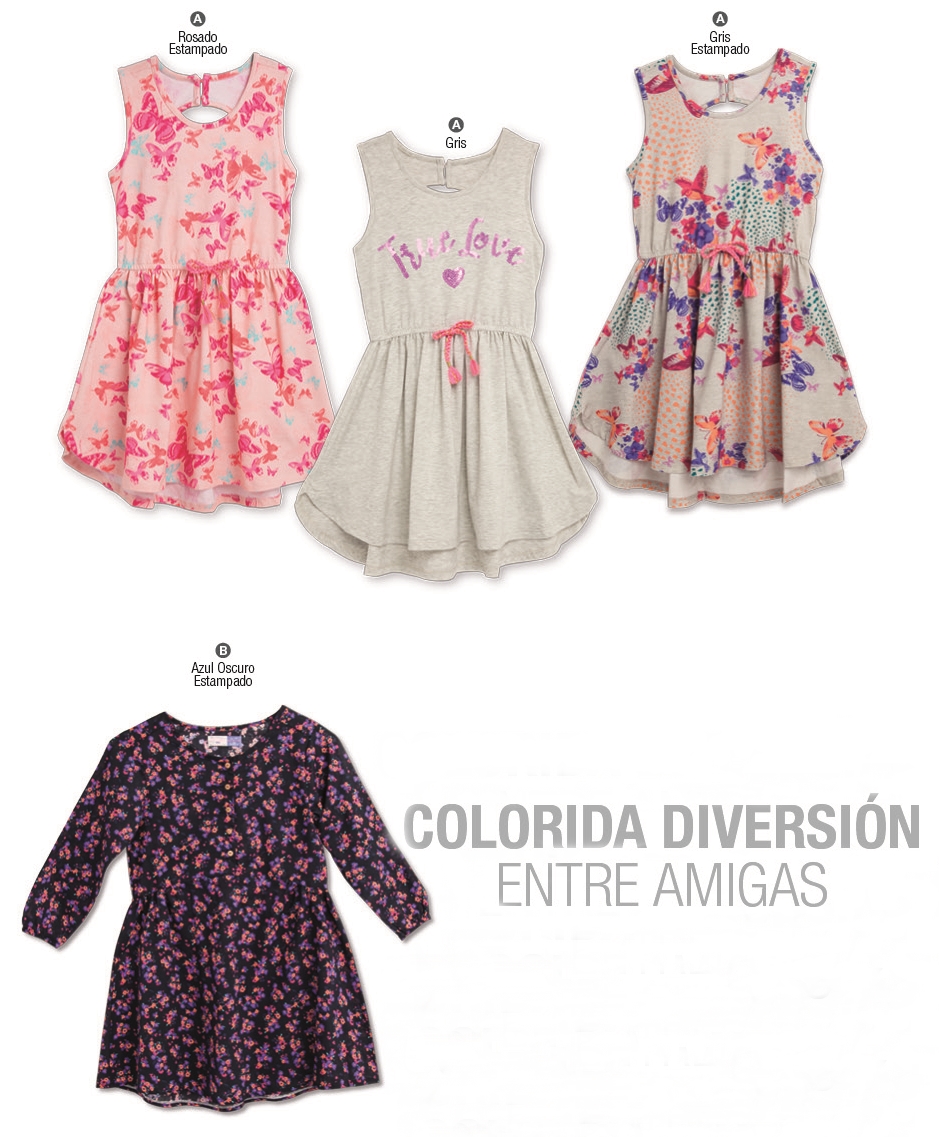 A
Rosado
Estampado
A
Gris
True Love
A
Gris
Estampado
B
Azul Oscuro
Estampado
COLORIDA DIVERSIÓN
ENTRE AMIGAS